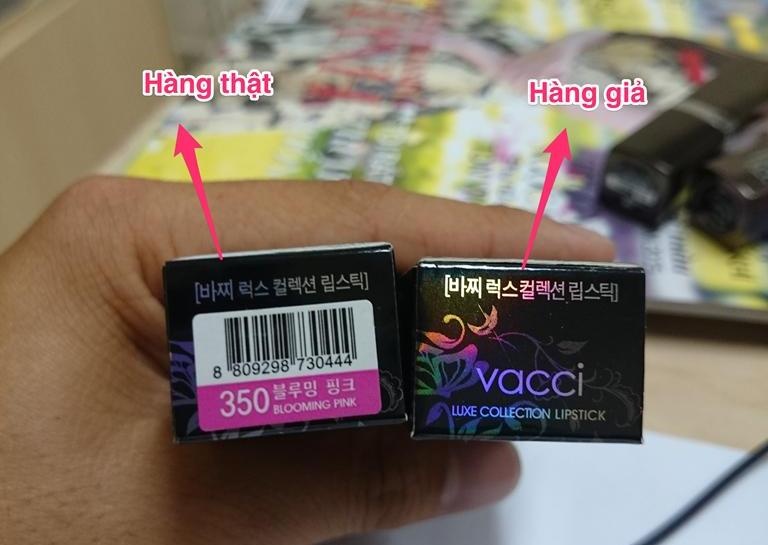 Hàng thật
Hàng giả
[바찌 럭스 컬렉션 립스틱]
8 809298 730444
350 블루밍 핑크
BLOOMING PINK
[바찌 럭스 컬렉션 립스틱]
vacci
LUXE COLLECTION LIPSTICK